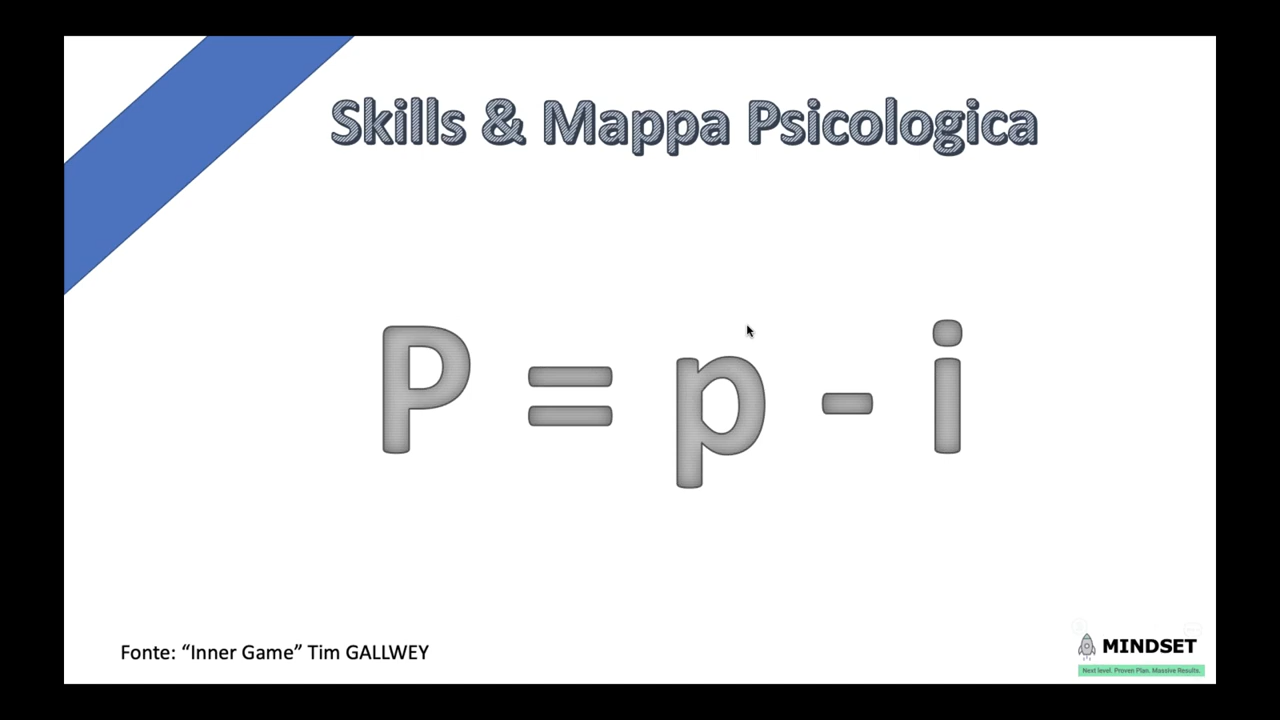 Skills & Mappa Psicologica
P = p - i
Fonte: “Inner Game” Tim GALLWEY
MINDSET
Next level. Proven Plan. Massive Results.